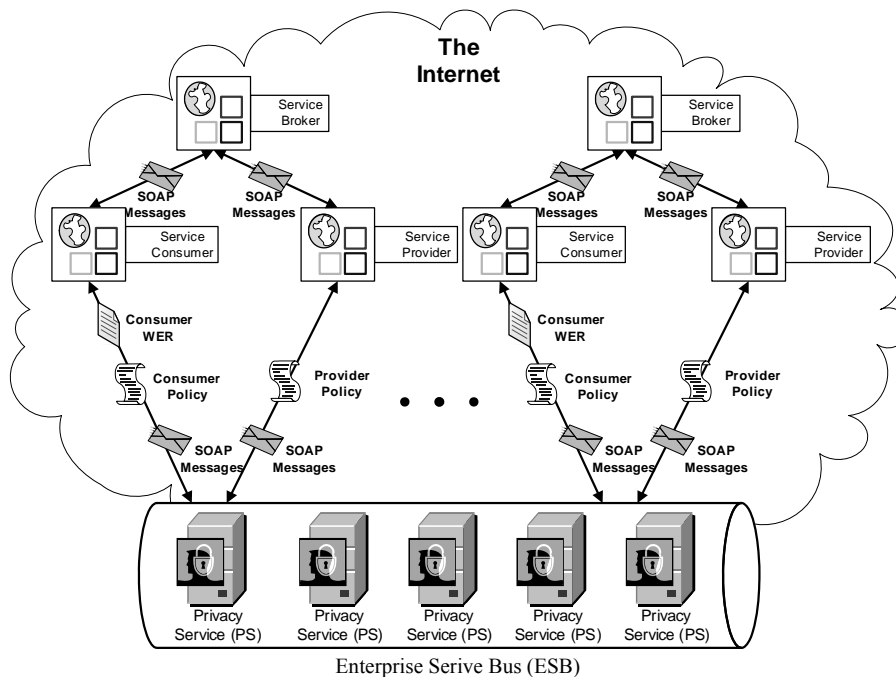 The
Internet
Service
Broker
Service
Broker
SOAP
Messages
SOAP
Messages
SOAP
Messages
SOAP
Messages
Service
Consumer
Service
Provider
Service
Consumer
Service
Provider
Consumer
WER
Consumer
WER
Consumer
Policy
Provider
Policy
• • •
Consumer
Policy
Provider
Policy
SOAP
Messages
SOAP
Messages
SOAP
Messages
SOAP
Messages
Privacy
Service (PS)
Privacy
Service (PS)
Privacy
Service (PS)
Privacy
Service (PS)
Privacy
Service (PS)
Enterprise Serive Bus (ESB)